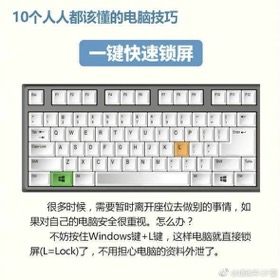 10个人人都该懂的电脑技巧
一键快速锁屏
很多时候，需要暂时离开座位去做别的事情，如
果对自己的电脑安全很重视。怎么办？
不妨按住Windows键+L键，这样电脑就直接锁
屏(L=Lock)了，不用担心电脑的资料外泄了。